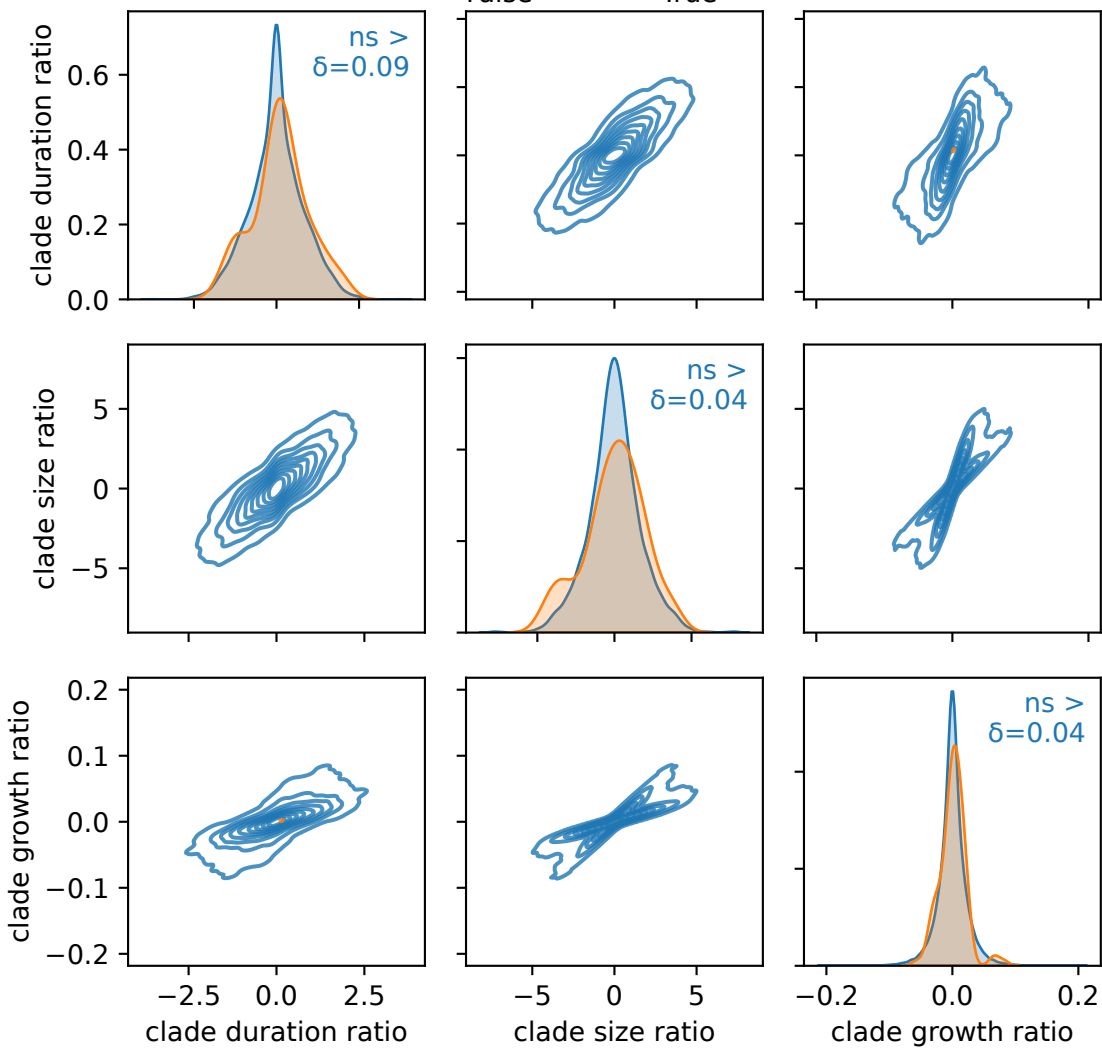 clade duration ratio
0.6
0.4
0.2
0.0
ns >
δ=0.09
clade size ratio
5
0
−5
ns >
δ=0.04
clade growth ratio
0.2
0.1
0.0
−0.1
−0.2
ns >
δ=0.04
−2.5 0.0 2.5
−5 0 5
−0.2 0.0 0.2
clade duration ratio
clade size ratio
clade growth ratio